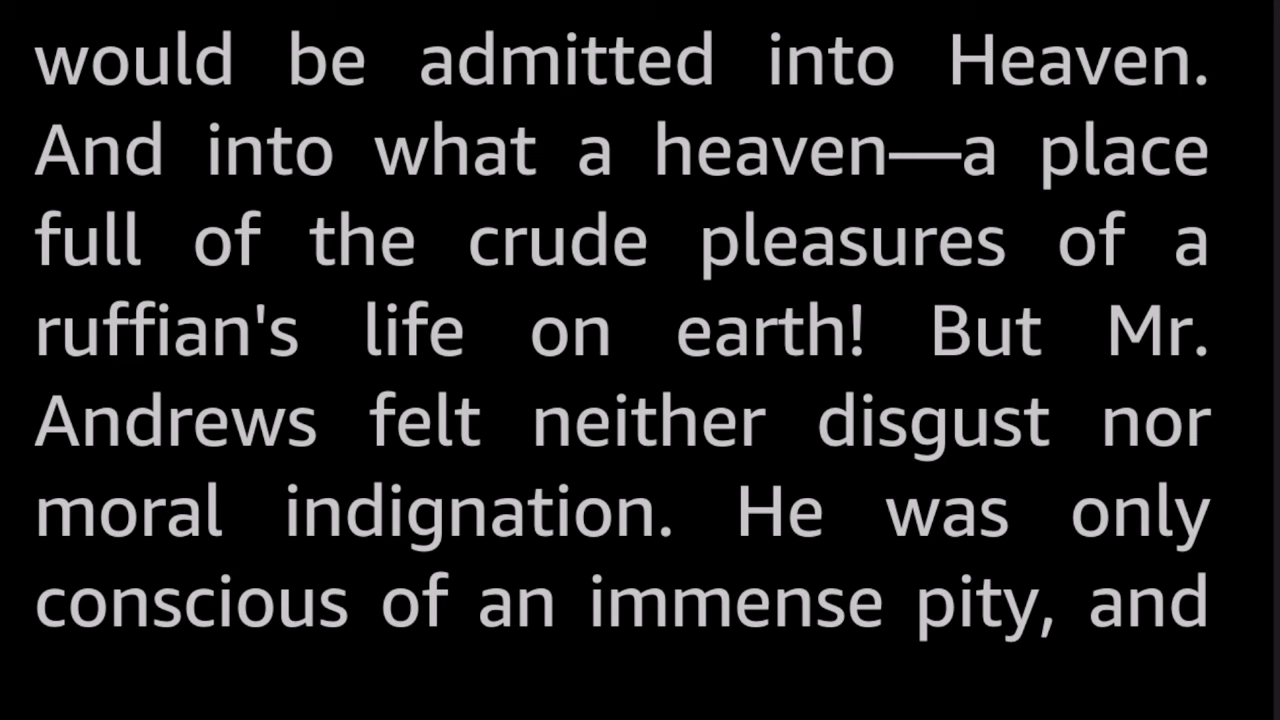 would be admitted into Heaven.
And into what a heaven—a place
full of the crude pleasures of a
ruffian's life on earth! But Mr.
Andrews felt neither disgust nor
moral indignation. He was only
conscious of an immense pity, and